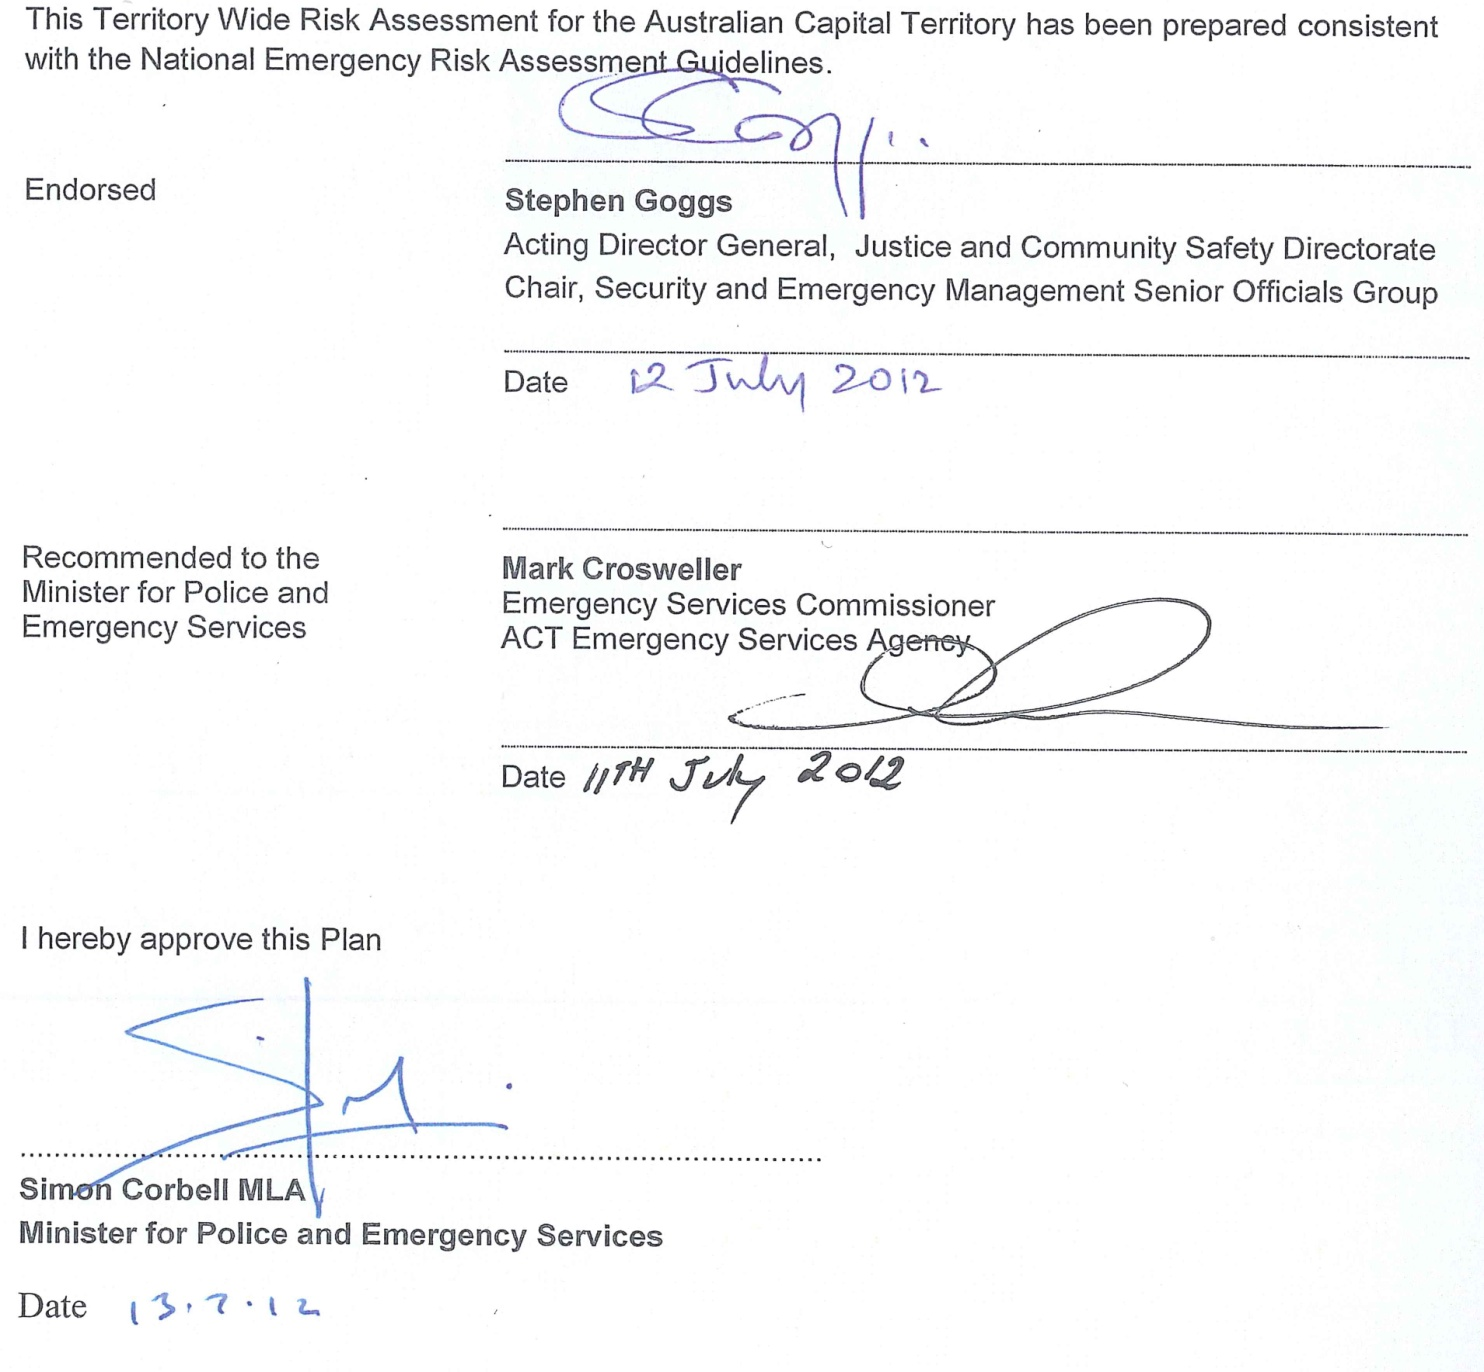 This Territory Wide Risk Assessment for the Australian Capital Territory has been prepared consistent
with the National Emergency Risk Assessment Guidelines.
Endorsed
Stephen Goggs
Acting Director General, Justice and Community Safety Directorate
Chair, Security and Emergency Management Senior Officials Group
Date 12 July 2012
Recommended to the
Minister for Police and
Emergency Services
Mark Crosweller
Emergency Services Commissioner
ACT Emergency Services Agency
Date 11TH July 2012
I hereby approve this Plan
Simon Corbell MLA
Minister for Police and Emergency Services
Date 13.7.12